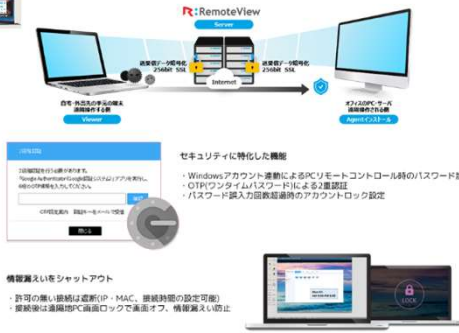 RemoteView
Server
送受信データ暗号化
256bit SSL
送受信データ暗号化
256bit SSL
Internet
自宅・外出先の手元の端末
遠隔操作する側
Viewer
オフィスのPC・サーバ
遠隔操作される側
Agentインストール
セキュリティに特化した機能
・Windowsアカウント連動によるPCリモートコントロール時のパスワード
・OTP(ワンタイムパスワード)による2重認証
・パスワード誤入力回数超過時のアカウントロック設定
閉じる
情報漏えいをシャットアウト
・許可の無い接続は遮断(IP・MAC、接続時間の設定可能)
・接続後は遠隔地PC画面ロックで画面オフ、情報漏えい防止
LOCK